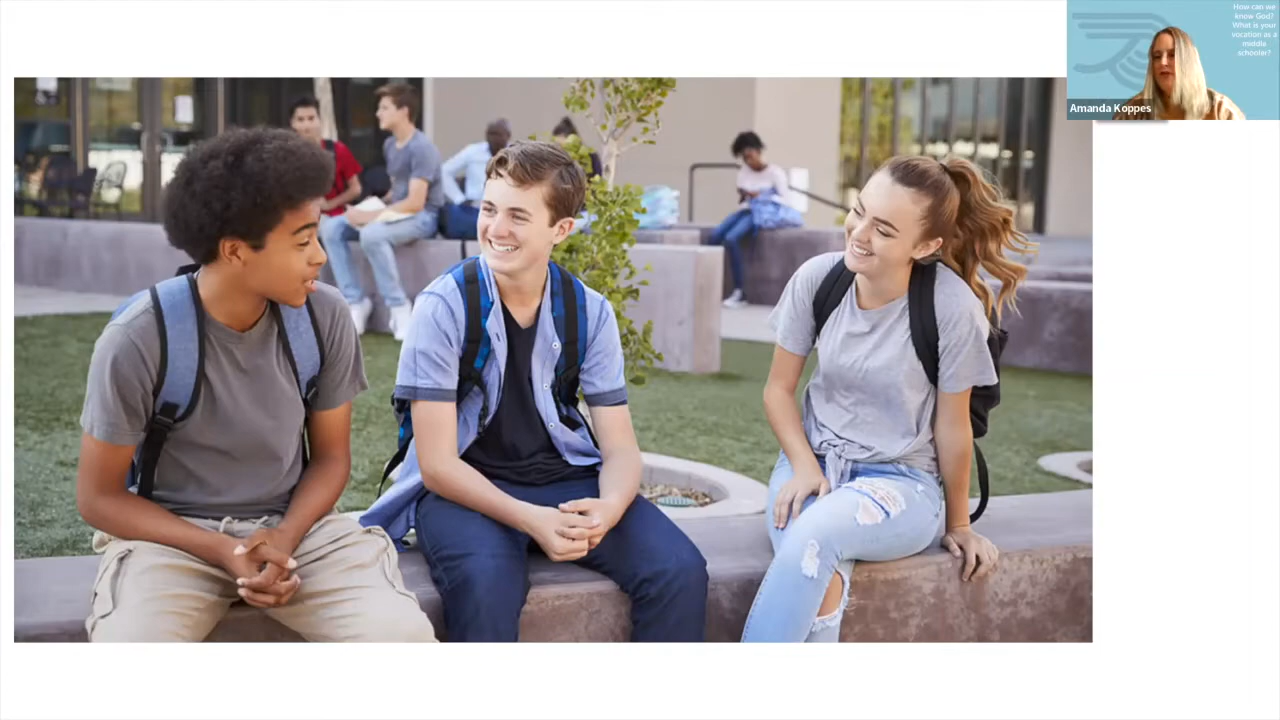 How can we
know God?
What is your
vocation as a
middle
schooler?
Amanda Koppes